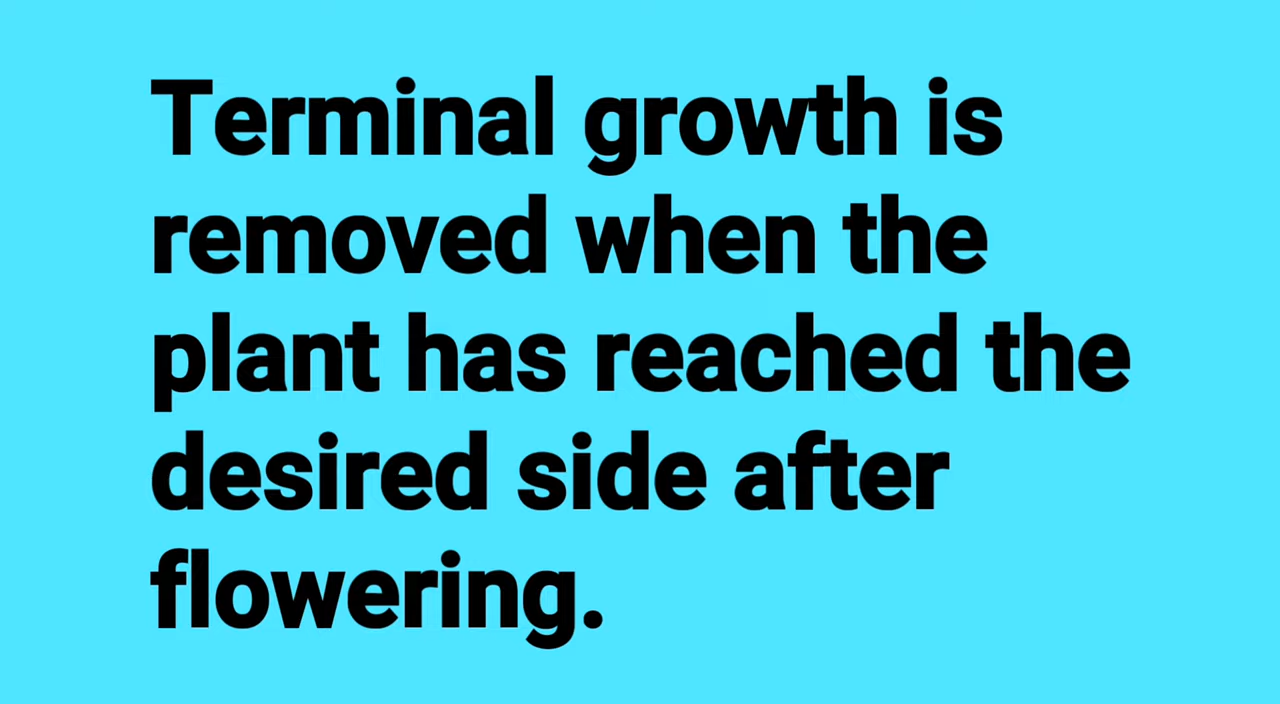 Terminal growth is
removed when the
plant has reached the
desired side after
flowering.